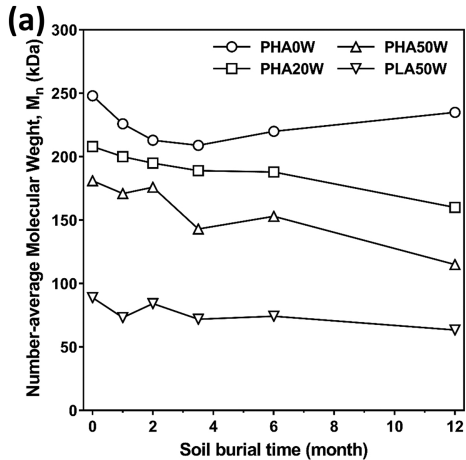 (a)
Number-average Molecular Weght, Mn (kDa)
300
250
200
150
100
50
0
PHA0W
PHA50W
PHA20W
PLA50W
0 2 4 6 8 10 12
Soil burial time (month)